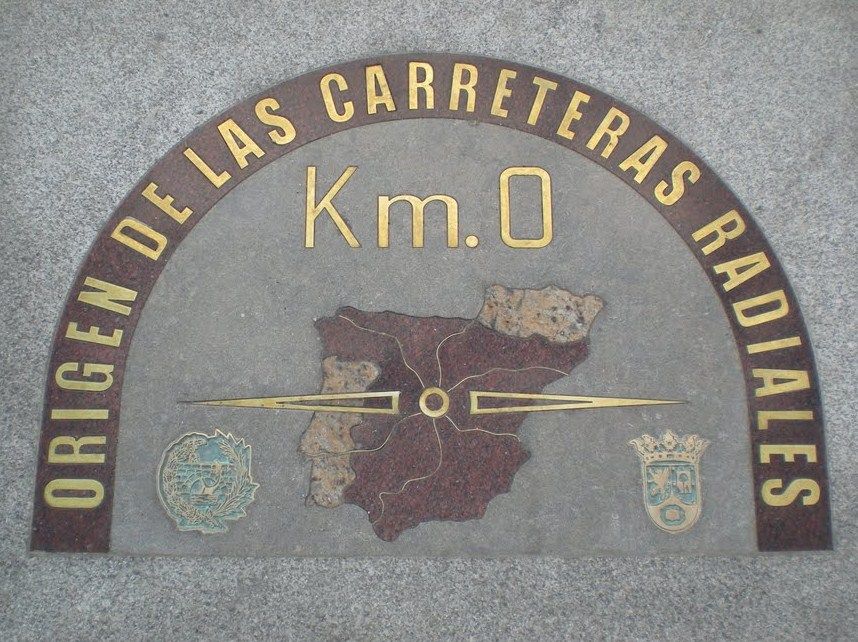 ORIGEN DE LAS CARRETERAS RADIALES
Km. 0